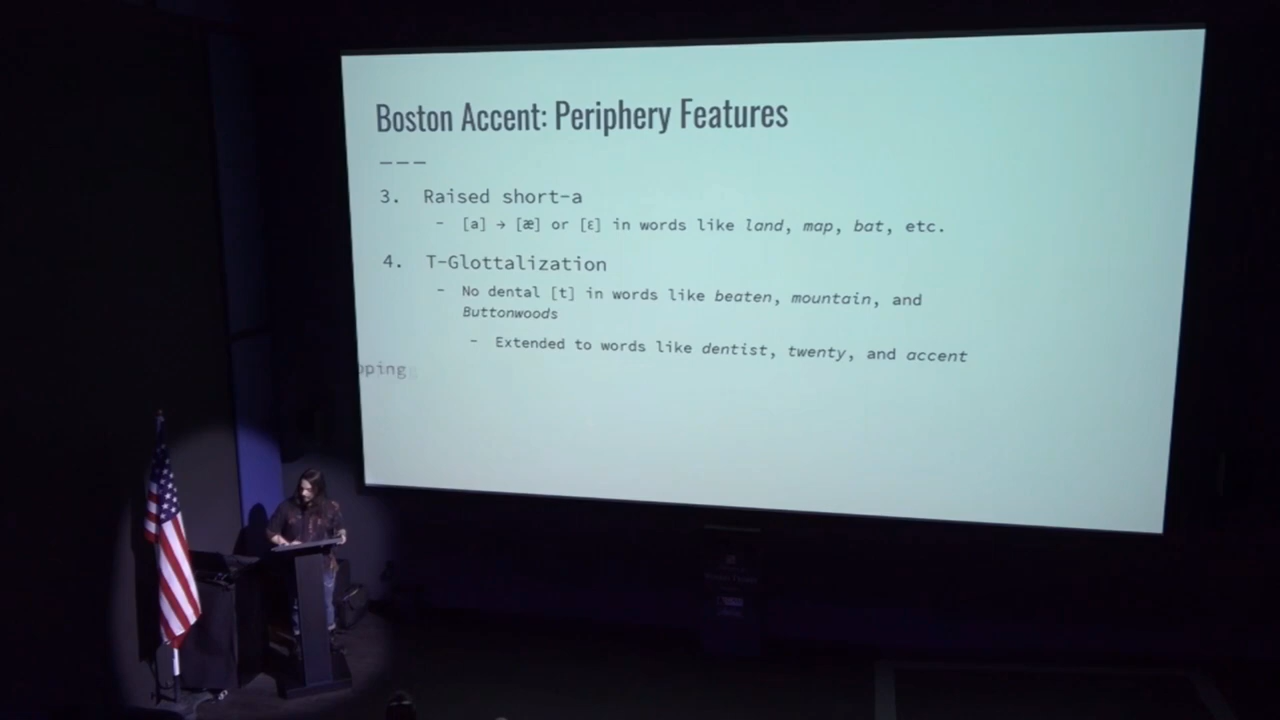 Boston Accent: Periphery Features
---
3. Raised short-a
- [a] → [æ] or [ɛ] in words like land, map, bat, etc.
4. T-Glottalization
- No dental [t] in words like beaten, mountain, and
Buttonwoods
- Extended to words like dentist, twenty, and accent
pping